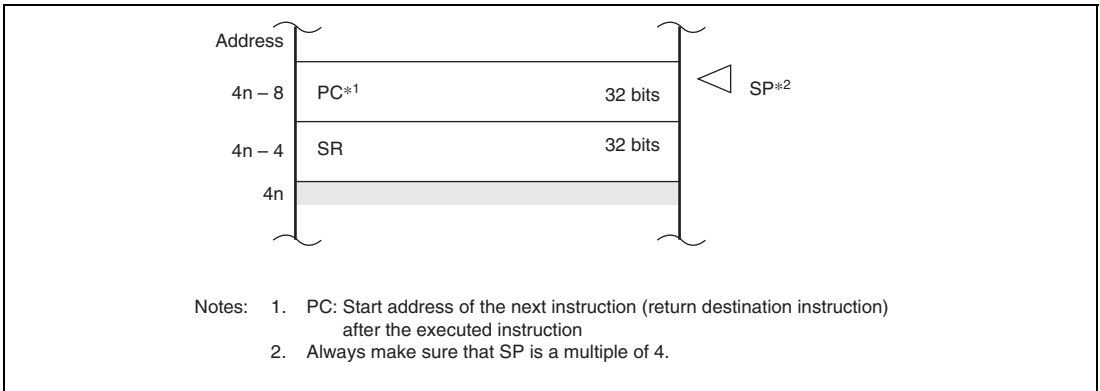 Address
4n – 8 PC*1 32 bits SP*2
4n – 4 SR 32 bits
4n
Notes: 1. PC: Start address of the next instruction (return destination instruction)
after the executed instruction
2. Always make sure that SP is a multiple of 4.